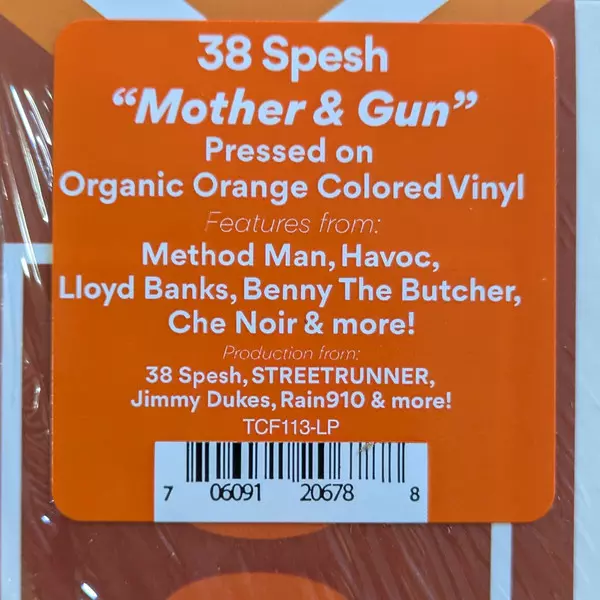 38 Spesh
“Mother & Gun”
Pressed on
Organic Orange Colored Vinyl
Features from:
Method Man, Havoc,
Lloyd Banks, Benny The Butcher,
Che Noir & more!
Production from:
38 Spesh, STREETRUNNER,
Jimmy Dukes, Rain910 & more!
TCF113-LP
7 06091 20678 8